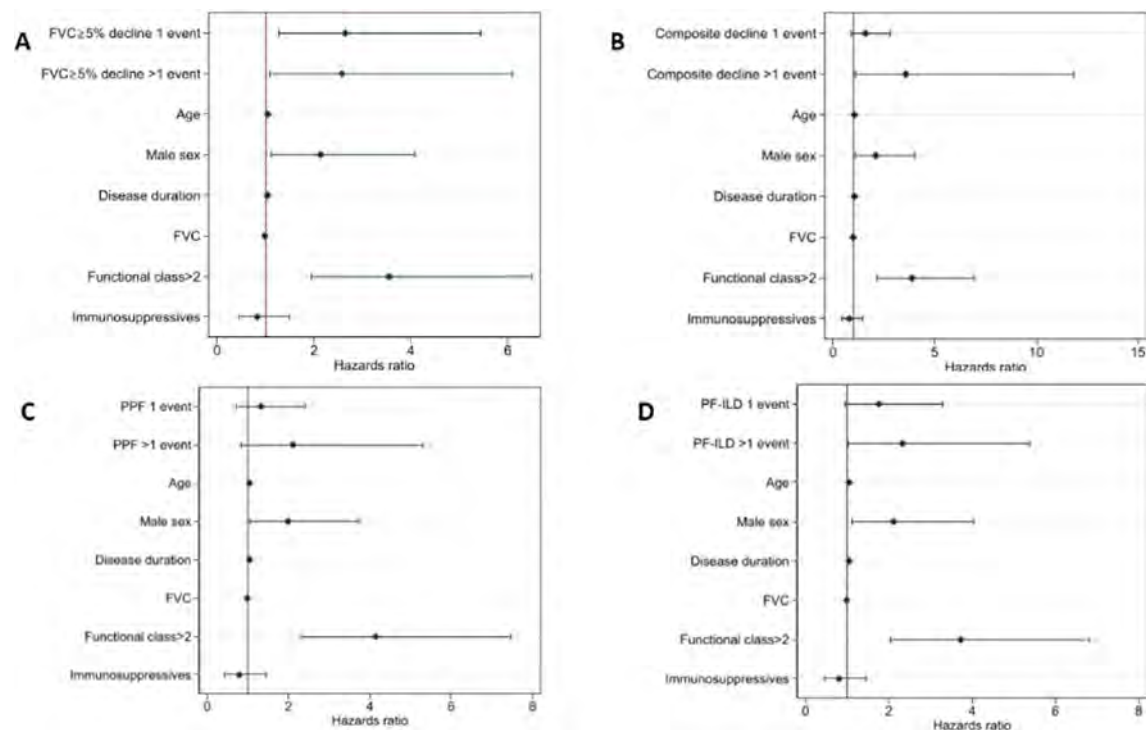 A
FVC≥5% decline 1 event
FVC≥5% decline >1 event
Age
Male sex
Disease duration
FVC
Functional class>2
Immunosuppressives
0 2 4 6
Hazards ratio
B
Composite decline 1 event
Composite decline >1 event
Age
Male sex
Disease duration
FVC
Functional class>2
Immunosuppressives
0 5 10 15
Hazards ratio
C
PPF 1 event
PPF >1 event
Age
Male sex
Disease duration
FVC
Functional class>2
Immunosuppressives
0 2 4 6 8
Hazards ratio
D
PF-ILD 1 event
PF-ILD >1 event
Age
Male sex
Disease duration
FVC
Functional class>2
Immunosuppressives
0 2 4 6 8
Hazards ratio